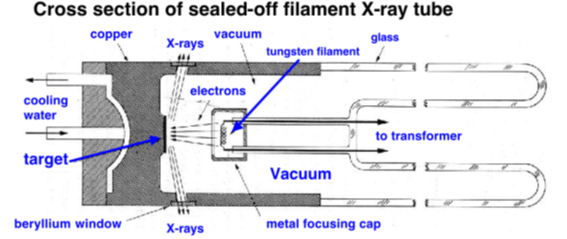 Cross section of sealed-off filament X-ray tube
copper
X-rays
vacuum
tungsten filament
glass
electrons
cooling
water
to transformer
target
Vacuum
beryllium window
X-rays
metal focusing cap